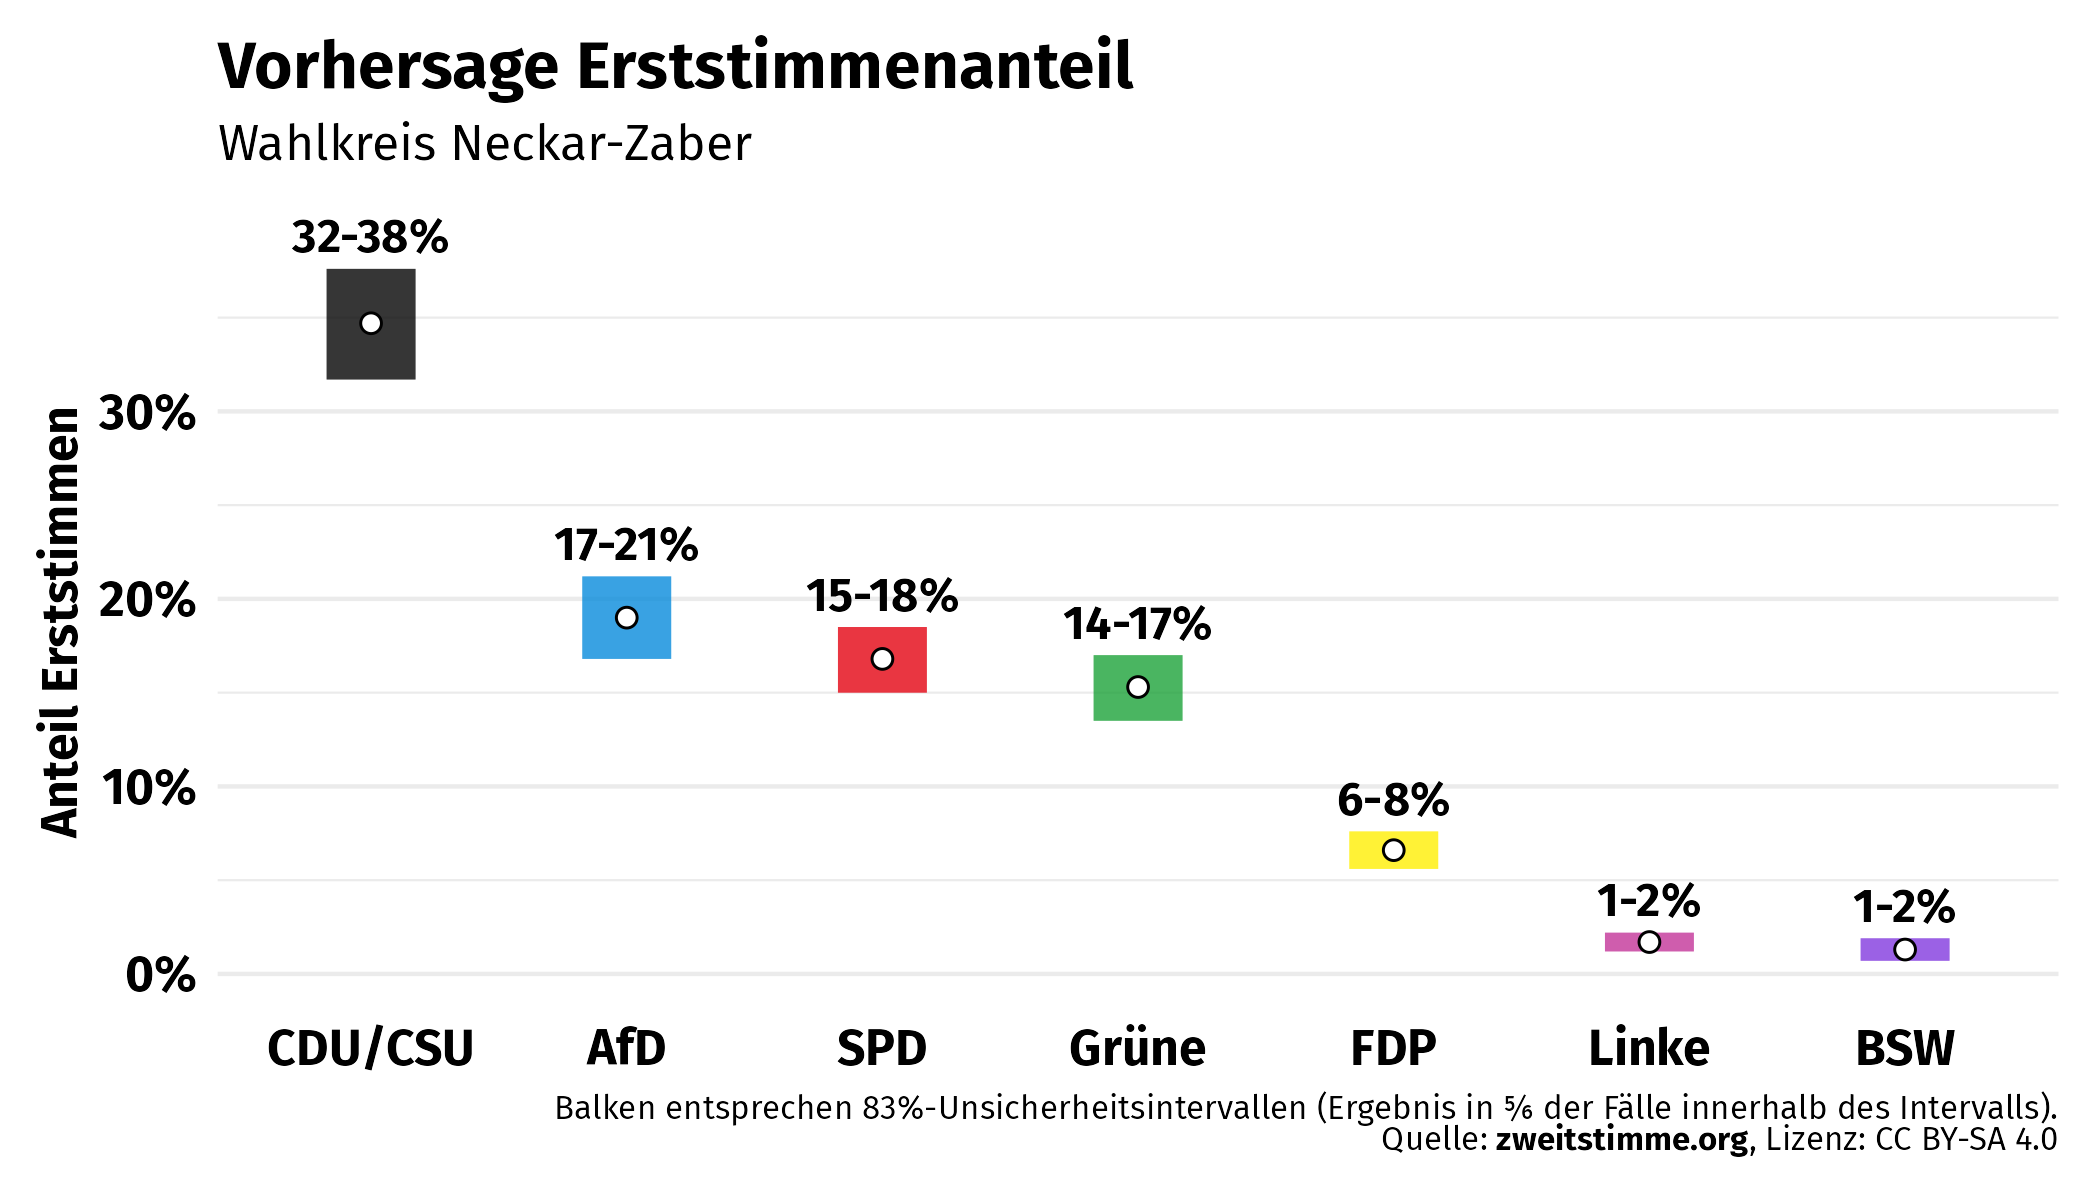 Vorhersage Erststimmenanteil
Wahlkreis Neckar-Zaber
32-38%
17-21%
15-18%
14-17%
6-8%
1-2%
1-2%
Anteil Erststimmen
30%
20%
10%
0%
CDU/CSU AfD SPD Grüne FDP Linke BSW
Balken entsprechen 83%-Unsicherheitsintervallen (Ergebnis in ⅚ der Fälle innerhalb des Intervalls).
Quelle: zweitstimme.org, Lizenz: CC BY-SA 4.0